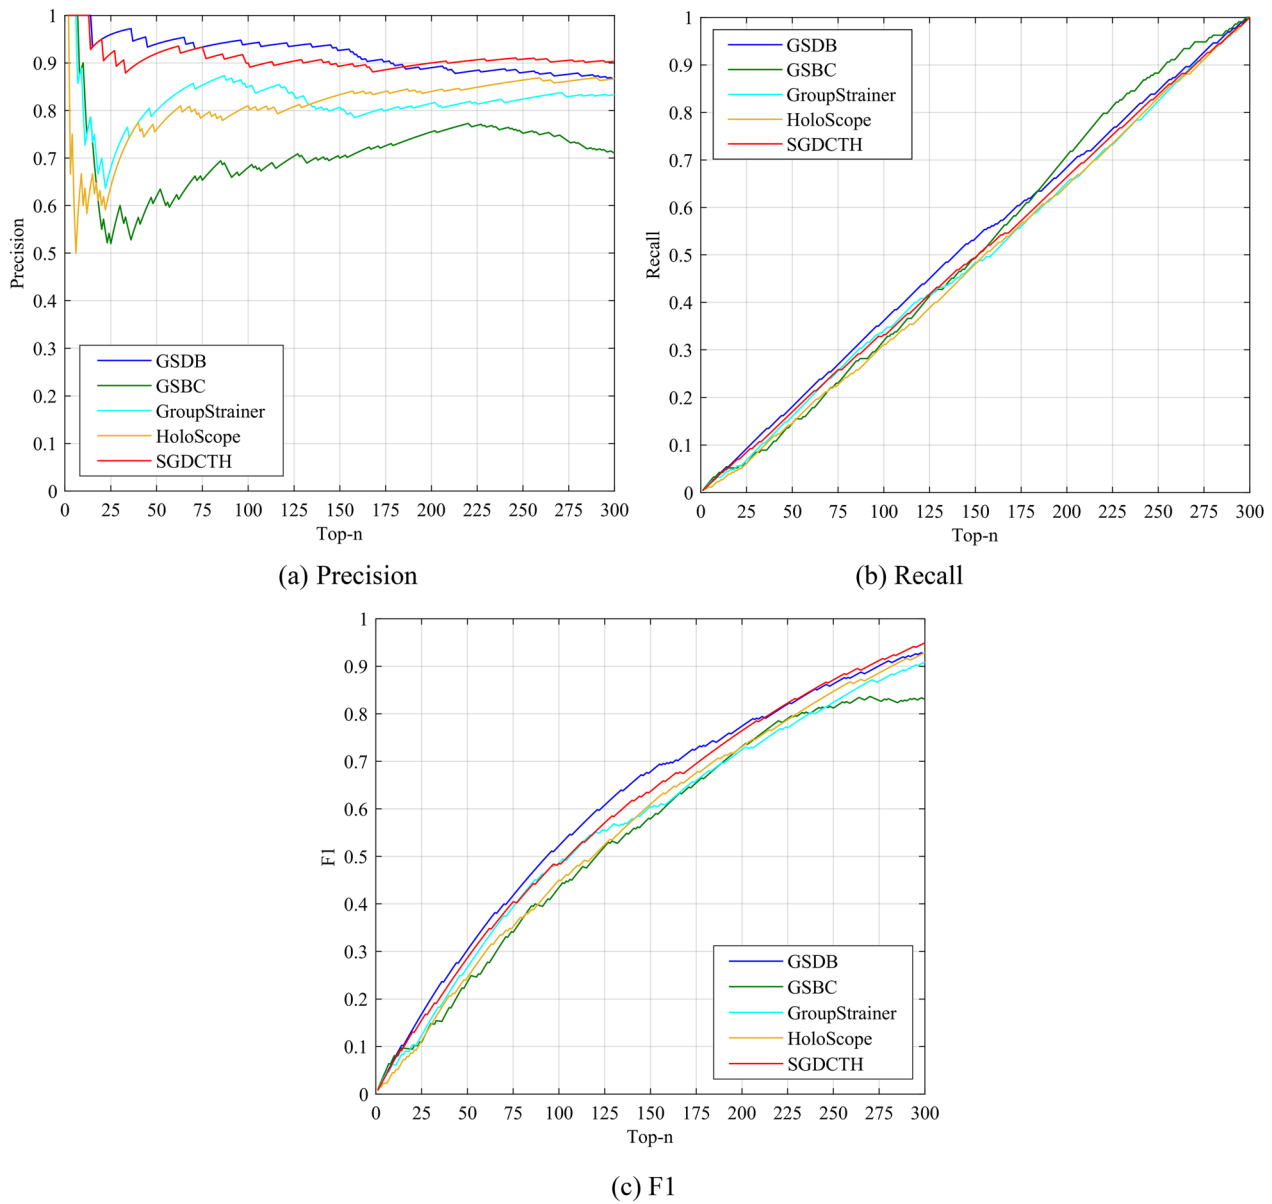 1
0.9
0.8
0.7
0.6
0.5
0.4
0.3
0.2
0.1
0
Precision
GSDB
GSBC
GroupStrainer
HoloScope
SGDCTH
0 25 50 75 100 125 150 175 200 225 250 275 300
Top-n
(a) Precision
1
0.9
0.8
0.7
0.6
0.5
0.4
0.3
0.2
0.1
0
Recall
GSDB
GSBC
GroupStrainer
HoloScope
SGDCTH
0 25 50 75 100 125 150 175 200 225 250 275 300
Top-n
(b) Recall
1
0.9
0.8
0.7
0.6
0.5
0.4
0.3
0.2
0.1
0
F1
GSDB
GSBC
GroupStrainer
HoloScope
SGDCTH
0 25 50 75 100 125 150 175 200 225 250 275 300
Top-n
(c) F1